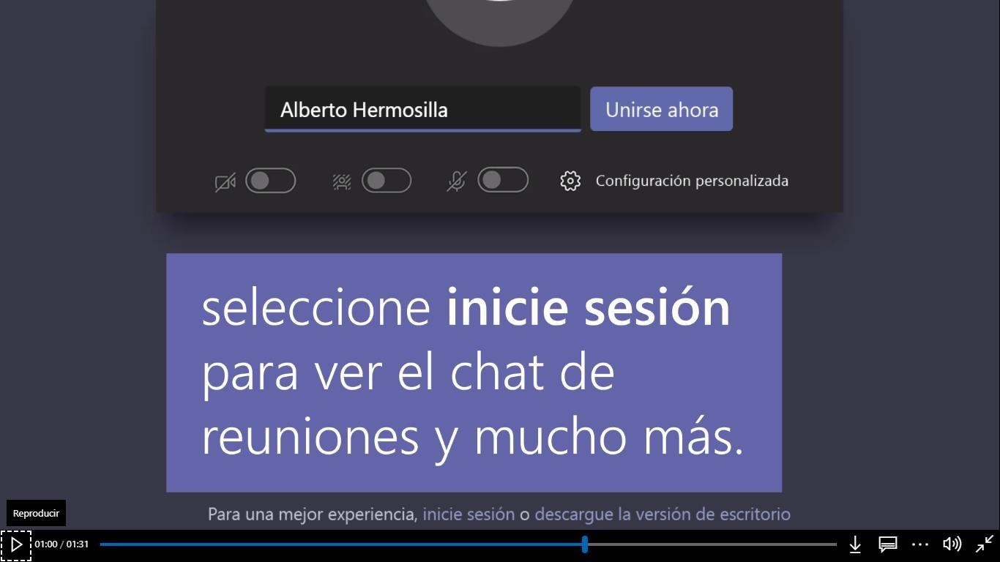 Alberto Hermosilla
Unirse ahora
Configuración personalizada
seleccione inicie sesión
para ver el chat de
reuniones y mucho más.
Para una mejor experiencia, inicie sesión o descargue la versión de escritorio
Reproducir
01:00 / 01:31